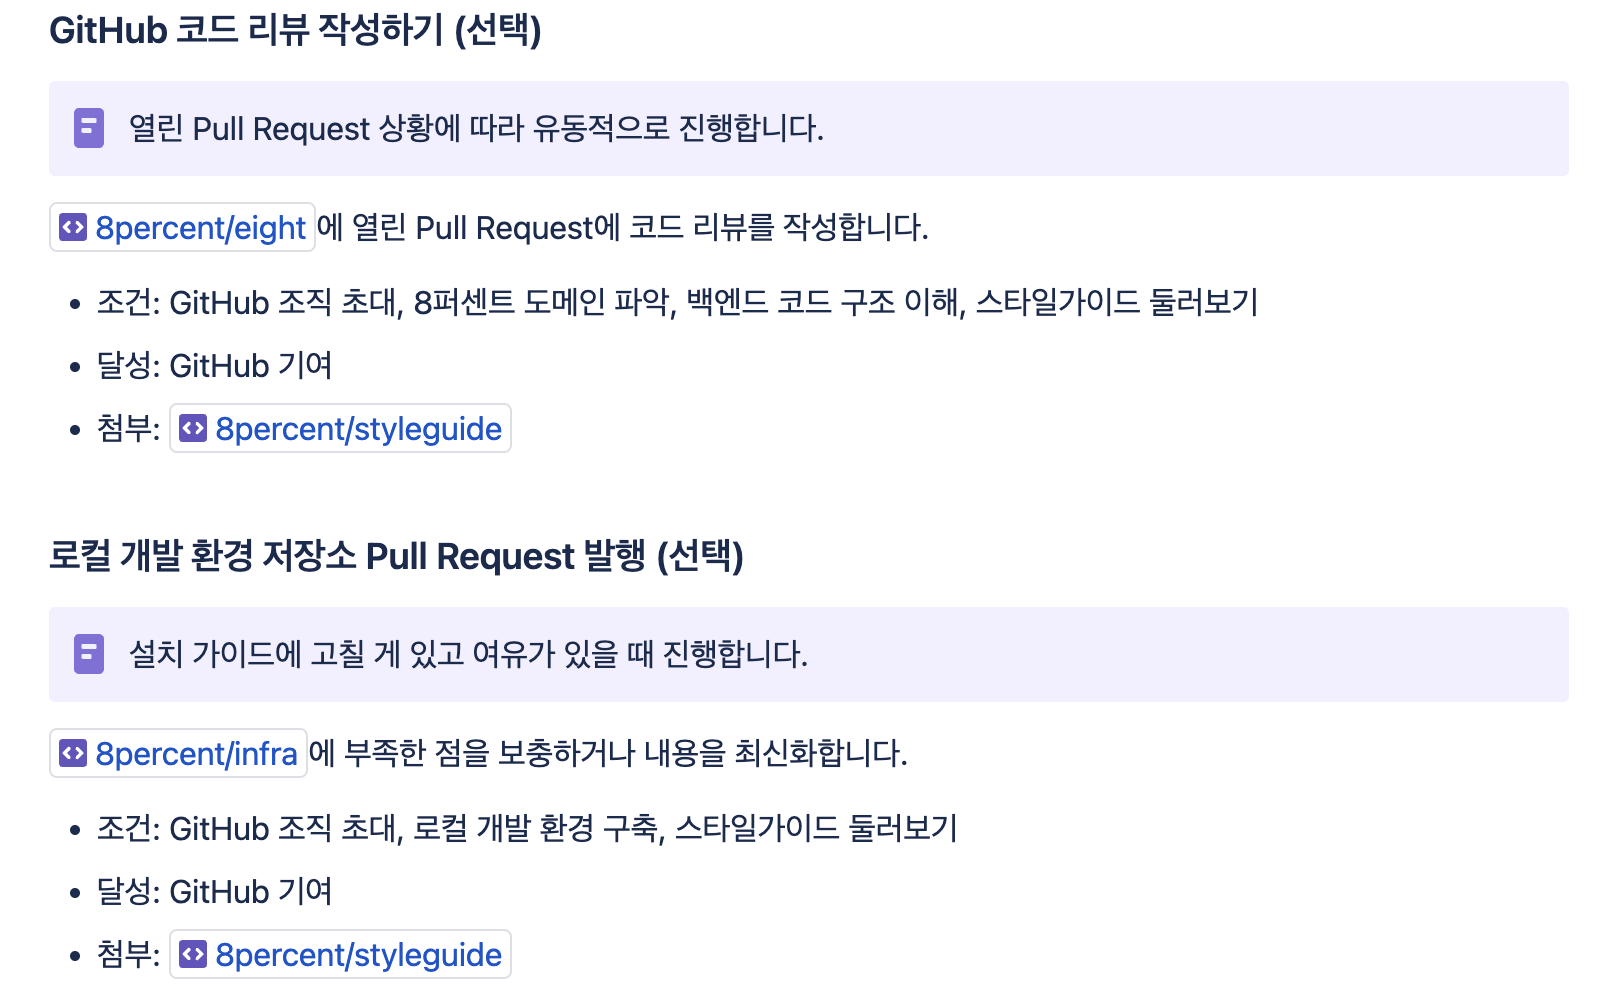 GitHub 코드 리뷰 작성하기 (선택)
열린 Pull Request 상황에 따라 유동적으로 진행합니다.
8percent/eight에 열린 Pull Request에 코드 리뷰를 작성합니다.
• 조건: GitHub 조직 초대, 8퍼센트 도메인 파악, 백엔드 코드 구조 이해, 스타일가이드 둘러보기
• 달성: GitHub 기여
• 첨부: 8percent/styleguide
로컬 개발 환경 저장소 Pull Request 발행 (선택)
설치 가이드에 고칠 게 있고 여유가 있을 때 진행합니다.
8percent/infra에 부족한 점을 보충하거나 내용을 최신화합니다.
• 조건: GitHub 조직 초대, 로컬 개발 환경 구축, 스타일가이드 둘러보기
• 달성: GitHub 기여
• 첨부: 8percent/styleguide